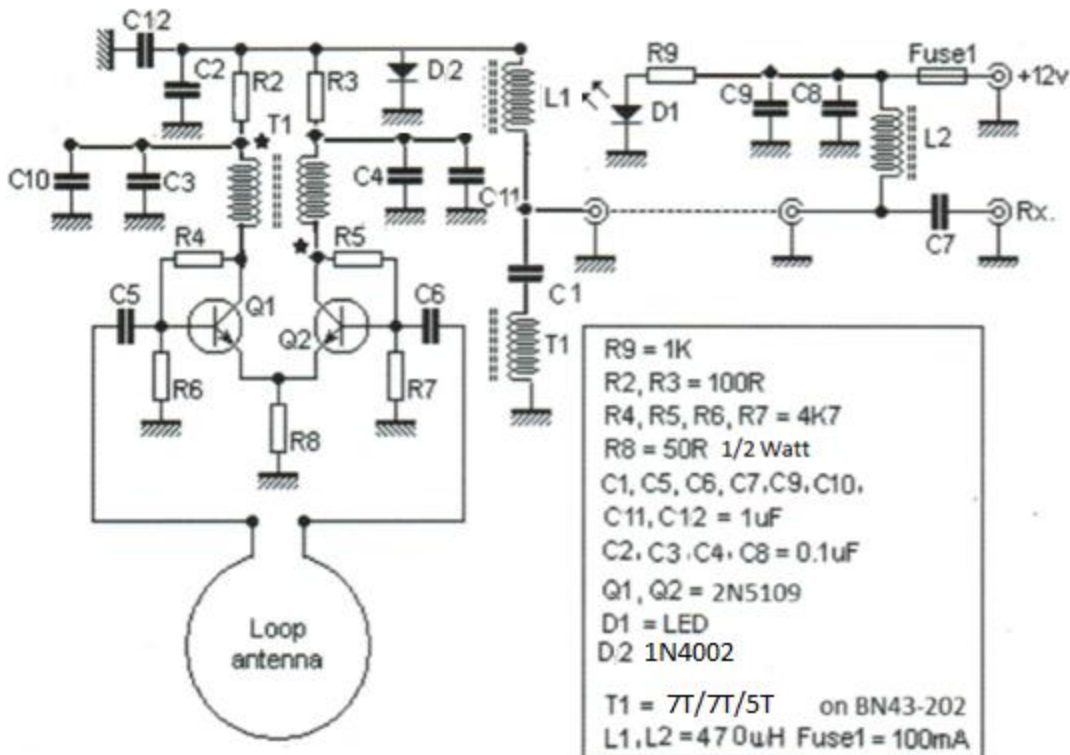 C12
C2
R2
R3
D2
L1
R9
D1
C9
C8
Fuse1
+12v
L2
T1
C10
C3
C4
C11
Rx.
C7
R4
R5
C5
Q1
Q2
C6
C1
T1
R6
R7
R8
Loop
antenna
R9 = 1K
R2, R3 = 100R
R4, R5, R6, R7 = 4K7
R8 = 50R 1/2 Watt
C1, C5, C6, C7, C9, C10,
C11, C12 = 1uF
C2, C3, C4, C8 = 0.1uF
Q1, Q2 = 2N5109
D1 = LED
D2 1N4002
T1 = 7T/7T/5T on BN43-202
L1, L2 = 470uH Fuse1 = 100mA